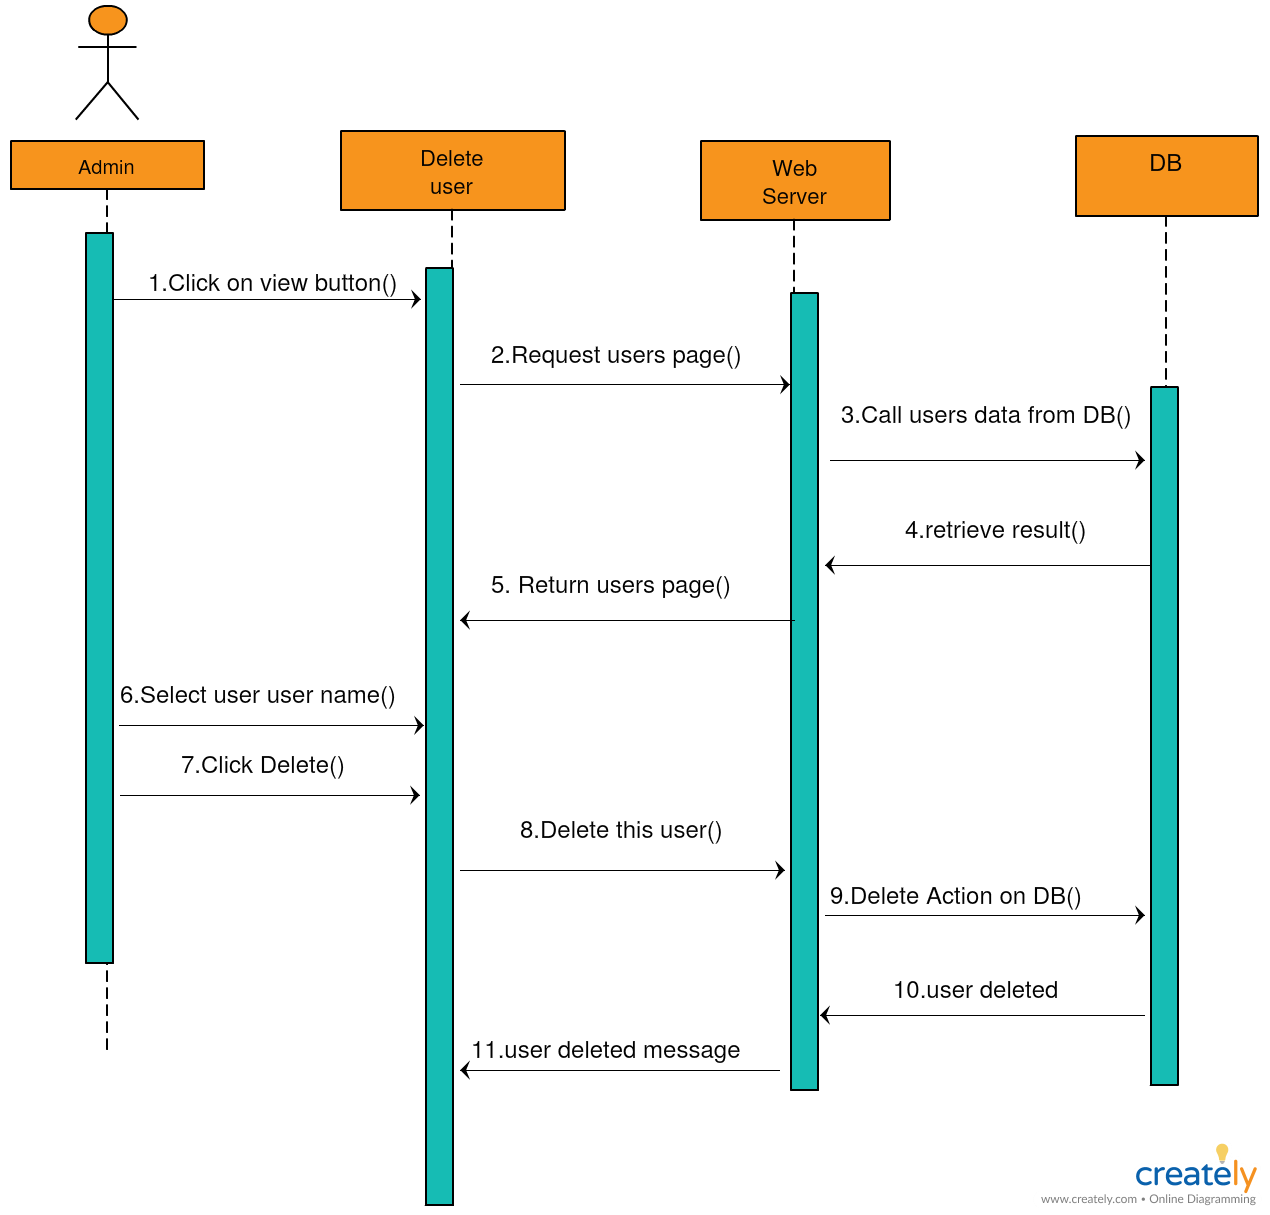 Admin
Delete
user
Web
Server
DB
1.Click on view button()
2.Request users page()
3.Call users data from DB()
4.retrieve result()
5. Return users page()
6.Select user user name()
7.Click Delete()
8.Delete this user()
9.Delete Action on DB()
10.user deleted
11.user deleted message
creately
www.creately.com • Online Diagramming